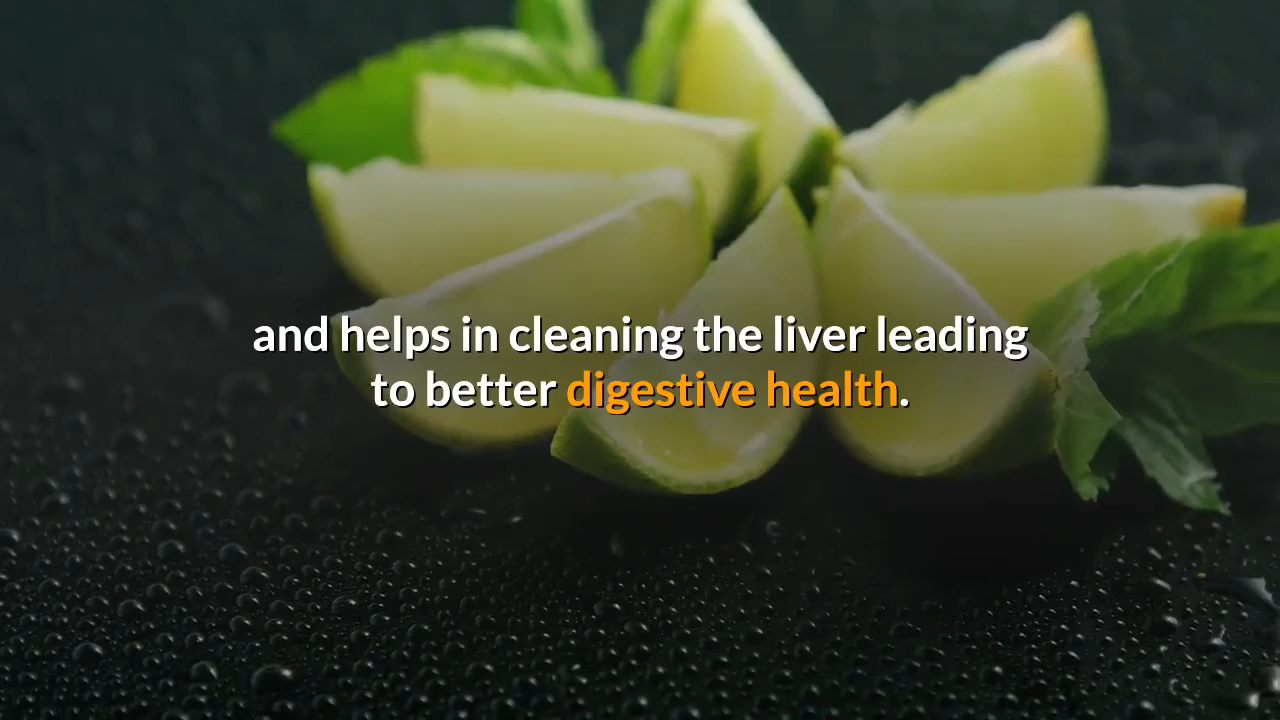 and helps in cleaning the liver leading
to better digestive health.